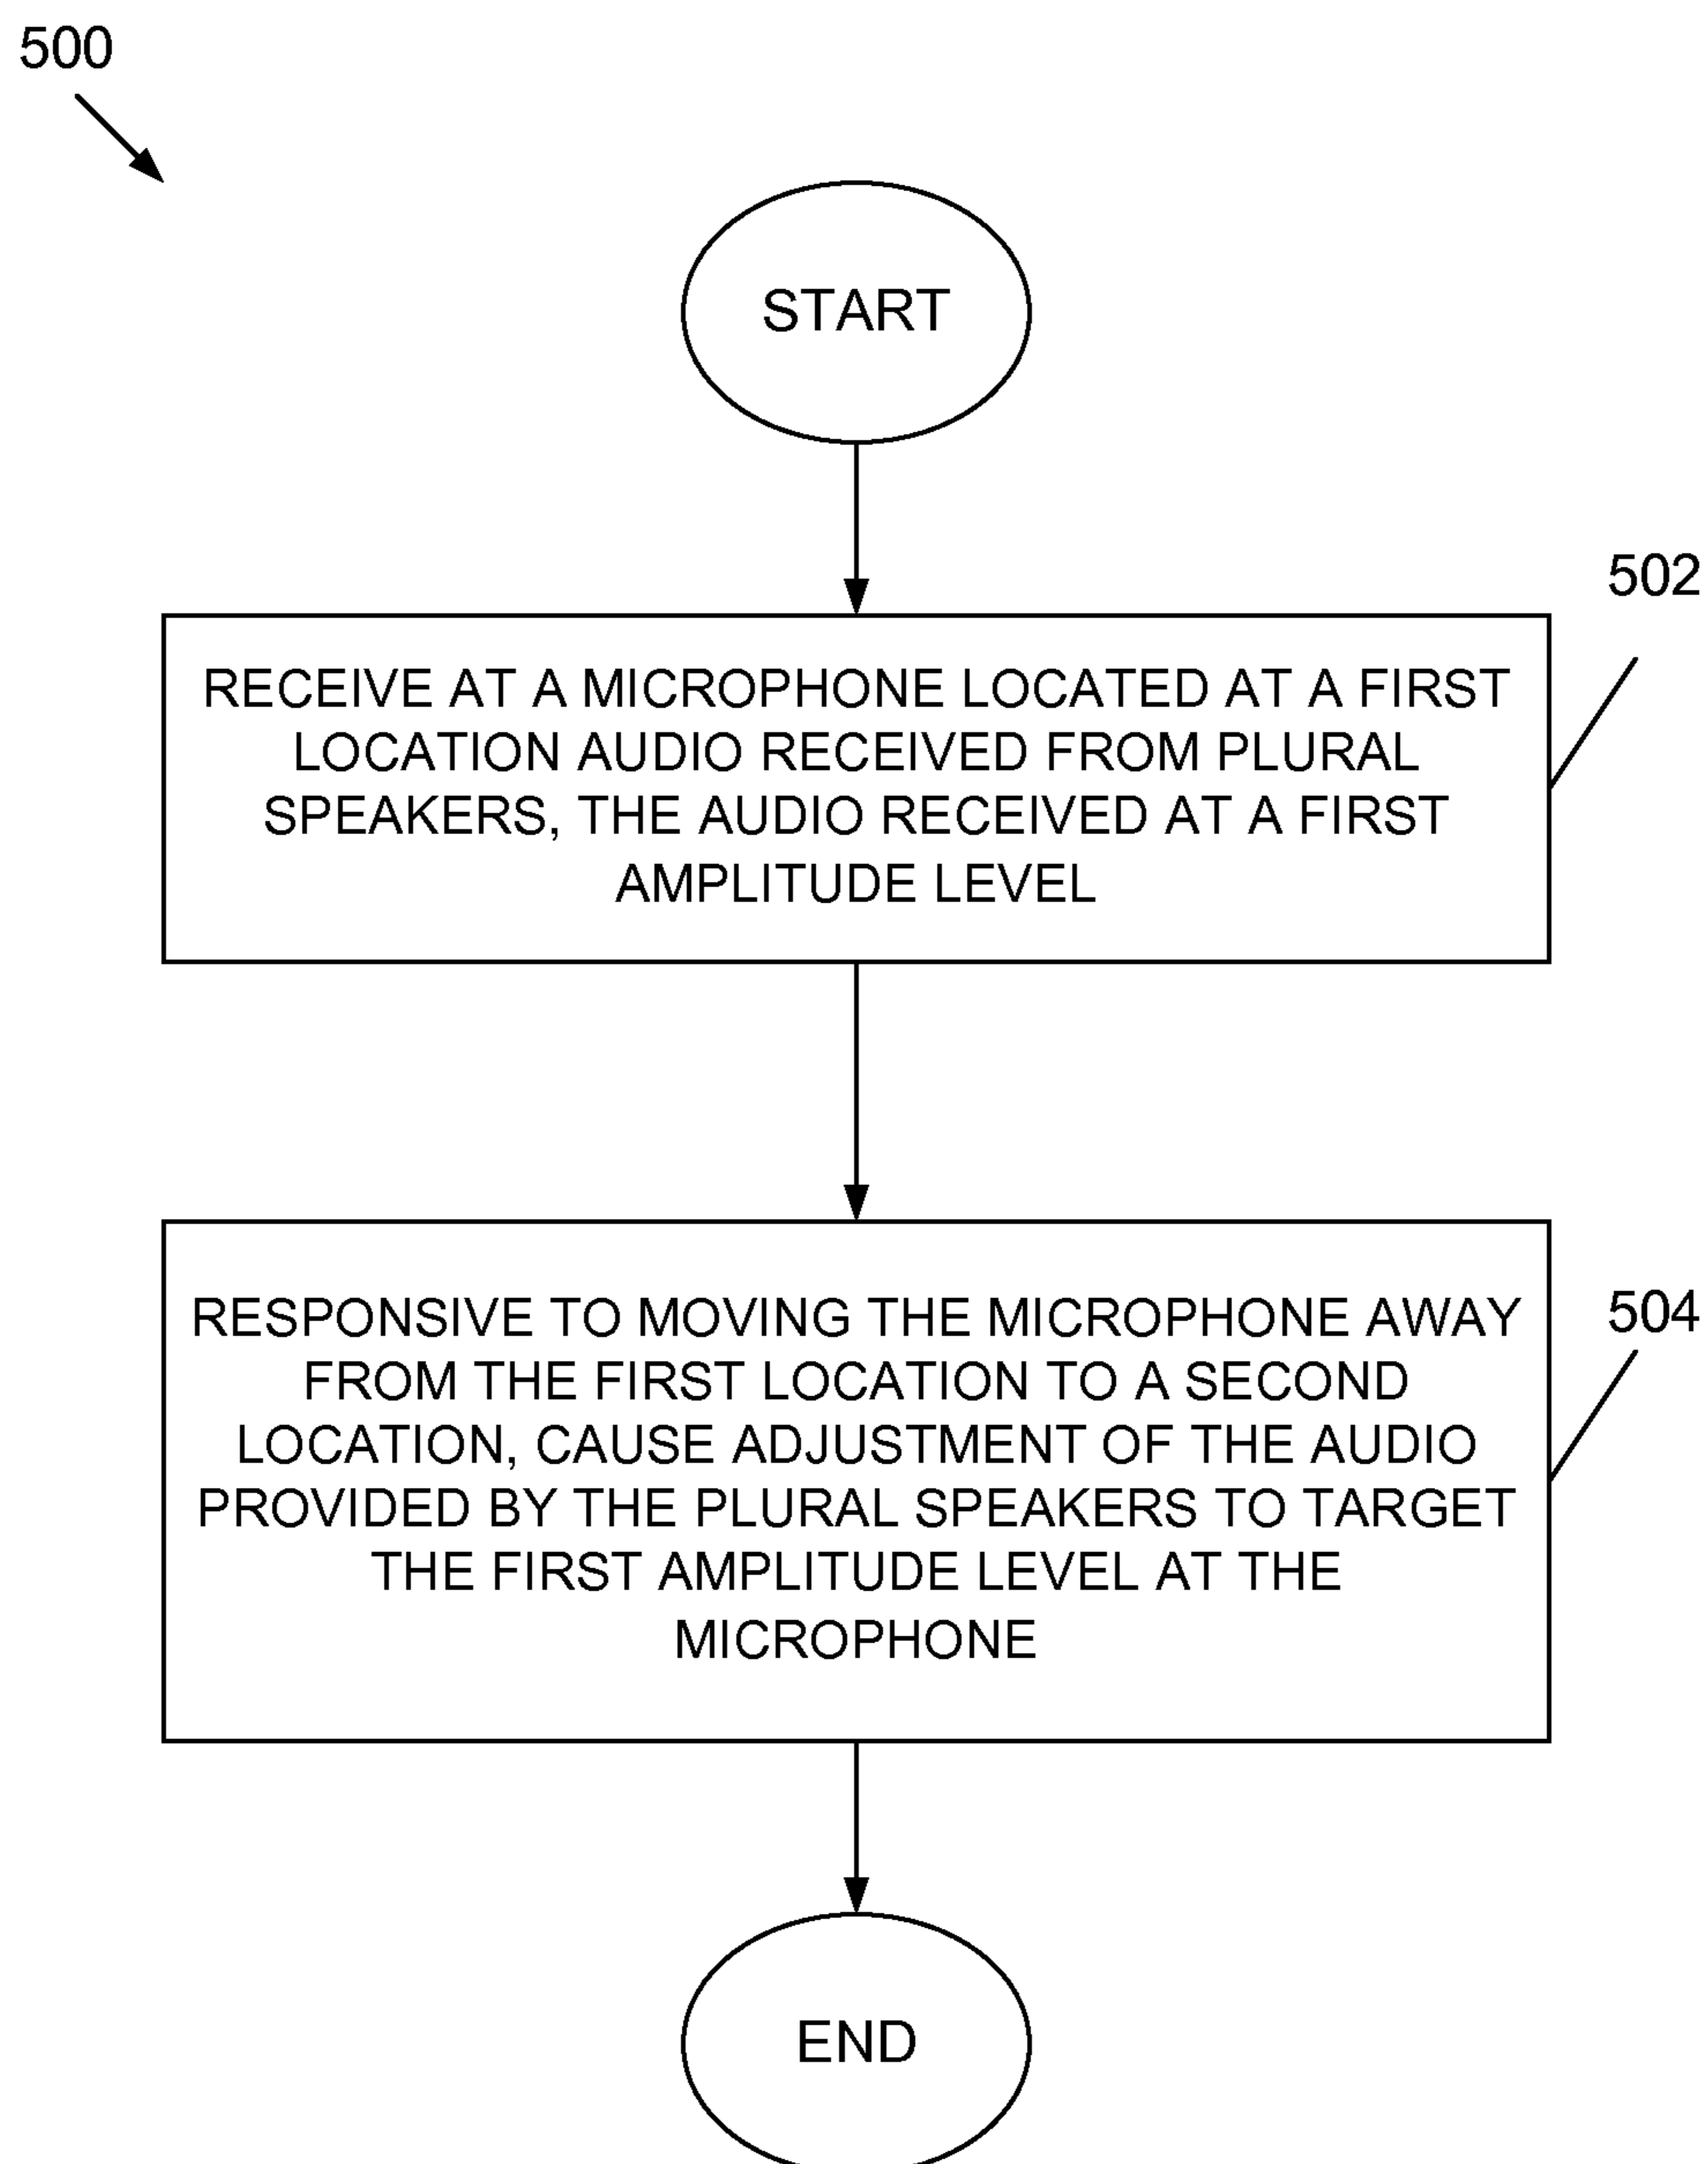 500
START
502
RECEIVE AT A MICROPHONE LOCATED AT A FIRST
LOCATION AUDIO RECEIVED FROM PLURAL
SPEAKERS, THE AUDIO RECEIVED AT A FIRST
AMPLITUDE LEVEL
504
RESPONSIVE TO MOVING THE MICROPHONE AWAY
FROM THE FIRST LOCATION TO A SECOND
LOCATION, CAUSE ADJUSTMENT OF THE AUDIO
PROVIDED BY THE PLURAL SPEAKERS TO TARGET
THE FIRST AMPLITUDE LEVEL AT THE
MICROPHONE
END